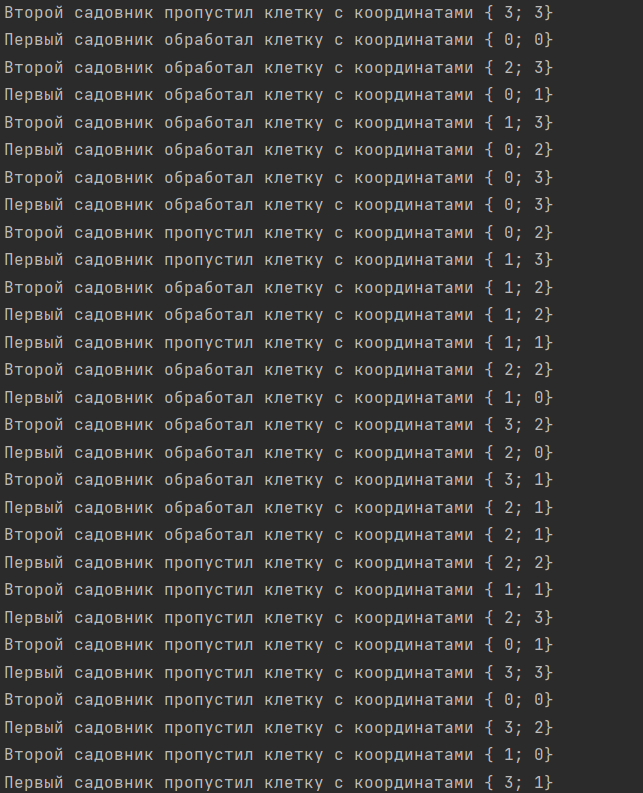 Второй садовник пропустил клетку с координатами { 3; 3}
Первый садовник обработал клетку с координатами { 0; 0}
Второй садовник обработал клетку с координатами { 2; 3}
Первый садовник обработал клетку с координатами { 0; 1}
Второй садовник обработал клетку с координатами { 1; 3}
Первый садовник обработал клетку с координатами { 0; 2}
Второй садовник обработал клетку с координатами { 0; 3}
Первый садовник обработал клетку с координатами { 0; 3}
Второй садовник пропустил клетку с координатами { 0; 2}
Первый садовник пропустил клетку с координатами { 1; 3}
Второй садовник обработал клетку с координатами { 1; 2}
Первый садовник обработал клетку с координатами { 1; 2}
Первый садовник пропустил клетку с координатами { 1; 1}
Второй садовник обработал клетку с координатами { 2; 2}
Первый садовник обработал клетку с координатами { 1; 0}
Второй садовник обработал клетку с координатами { 3; 2}
Первый садовник обработал клетку с координатами { 2; 0}
Второй садовник обработал клетку с координатами { 3; 1}
Первый садовник обработал клетку с координатами { 2; 1}
Второй садовник обработал клетку с координатами { 2; 1}
Первый садовник пропустил клетку с координатами { 2; 2}
Второй садовник пропустил клетку с координатами { 1; 1}
Первый садовник пропустил клетку с координатами { 2; 3}
Второй садовник пропустил клетку с координатами { 0; 1}
Первый садовник пропустил клетку с координатами { 3; 3}
Второй садовник пропустил клетку с координатами { 0; 0}
Первый садовник пропустил клетку с координатами { 3; 2}
Второй садовник пропустил клетку с координатами { 1; 0}
Первый садовник пропустил клетку с координатами { 3; 1}